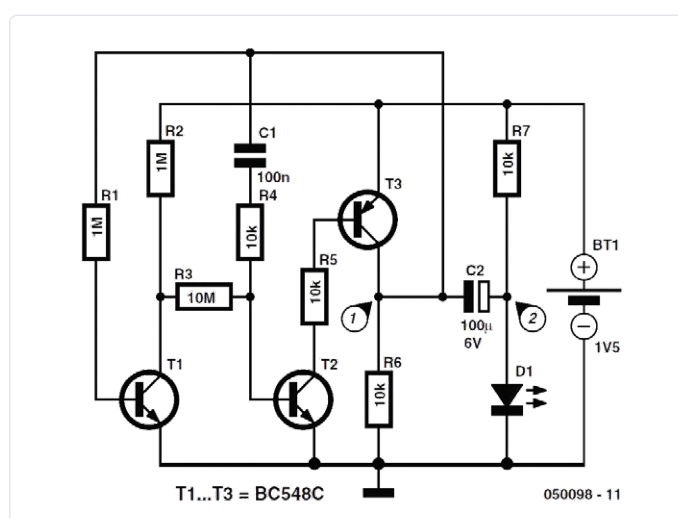 R2
1M
C1
100n
R7
10k
T3
R1
1M
R4
10k
BT1
+
R3
10M
R5
10k
C2
1
2
100µ
6V
−
1V5
T1
T2
R6
10k
D1
T1...T3 = BC548C
050098 - 11